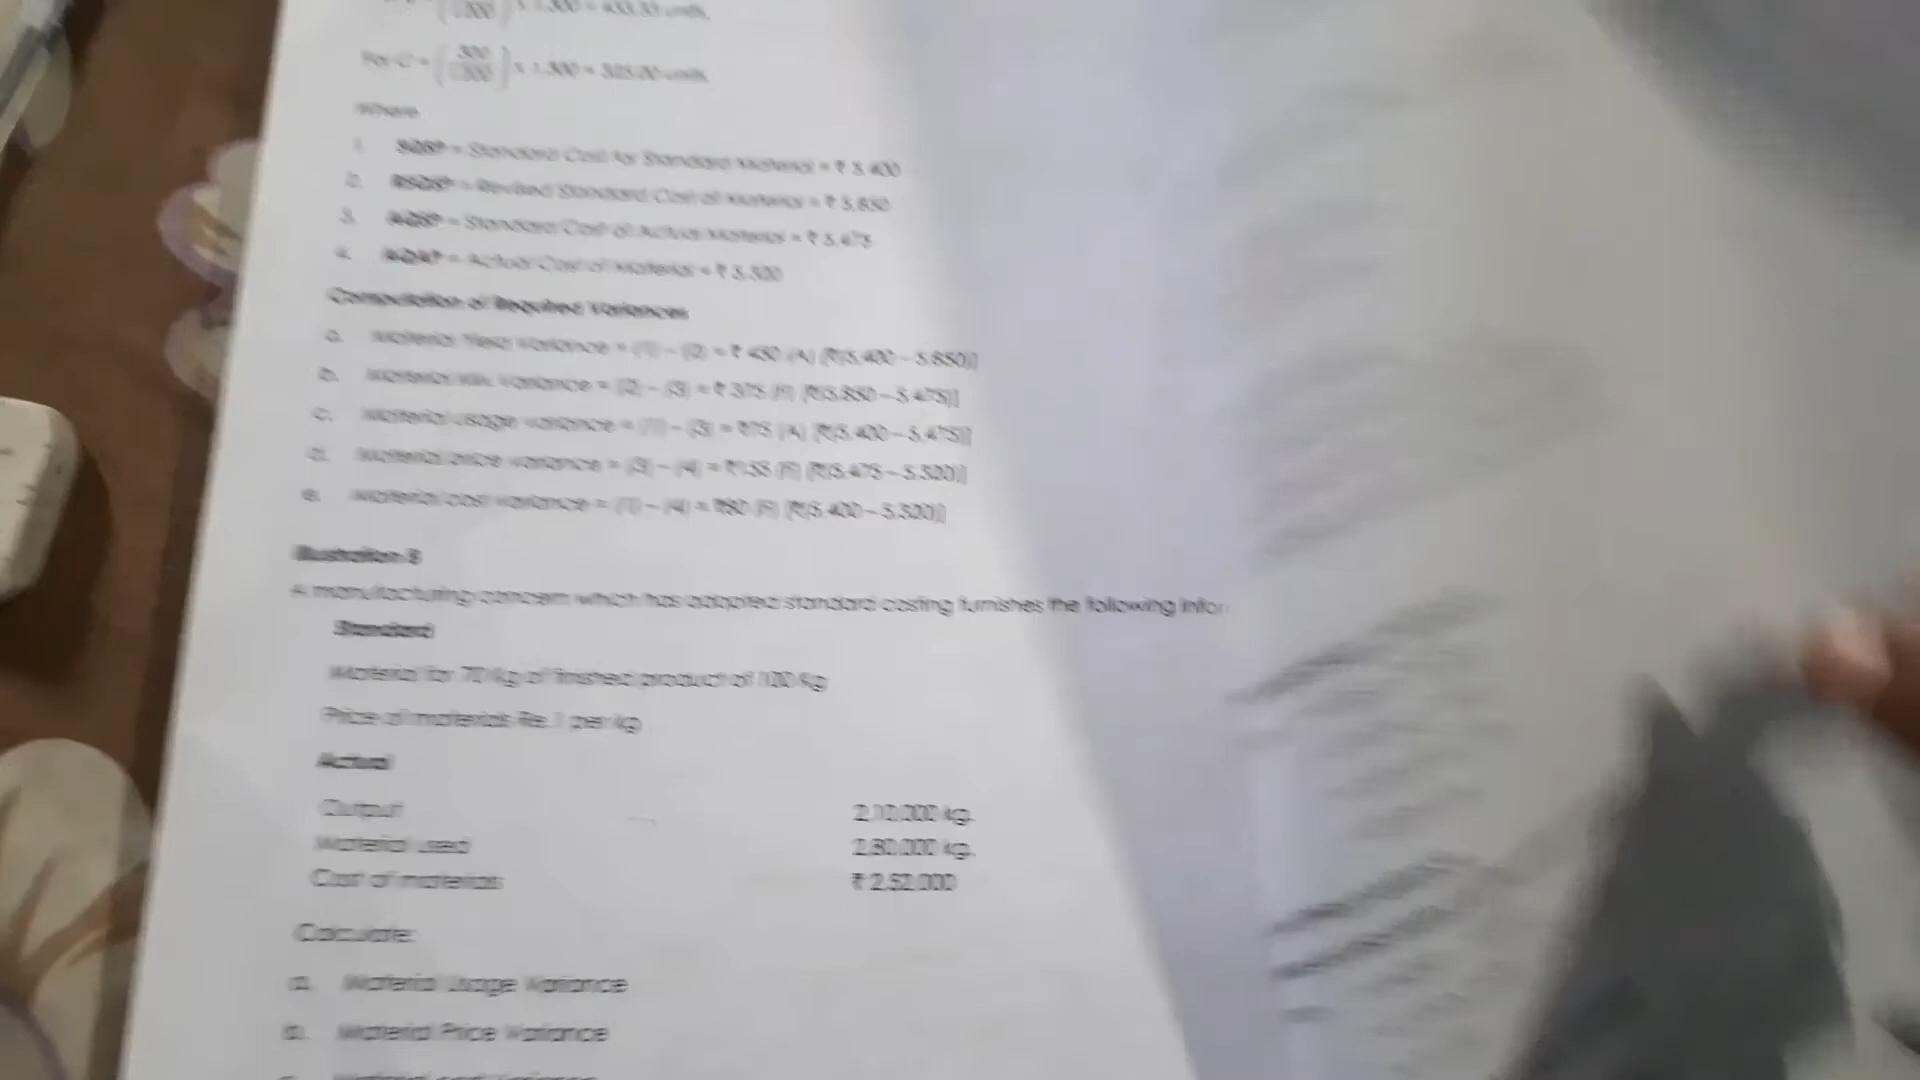 For C = (300 / 1200) x 1,300 = 325.00 units.
Where
1. SQSP = Standard Cost for Standard Material = ₹ 5,400
2. RSQSP = Revised Standard Cost of Material = ₹ 5,850
3. AQSP = Standard Cost of Actual Material = ₹ 5,475
4. AQAP = Actual Cost of Material = ₹ 5,320
Computation of Required Variances
a. Material Yield Variance = (1) – (2) = ₹ 450 (A) [₹(5,400 – 5,850)]
b. Material Mix Variance = (2) – (3) = ₹ 375 (F) [₹(5,850 – 5,475)]
c. Material usage variance = (1) – (3) = ₹75 (A) [₹(5,400 – 5,475)]
d. Material price variance = (3) – (4) = ₹155 (F) [₹(5,475 – 5,320)]
e. Material cost variance = (1) – (4) = ₹80 (F) [₹(5,400 – 5,320)]
Illustration
A manufacturing concern which has adopted standard costing furnishes the following
Standard
Material for 70 kg of finished product of 100 kg
Price of materials Re. 1 per kg
Actual
Output 2,10,000 kg.
Material used 2,80,000 kg.
Cost of materials ₹ 2,52,000
Calculate:
a. Material Usage Variance
b. Material Price Variance